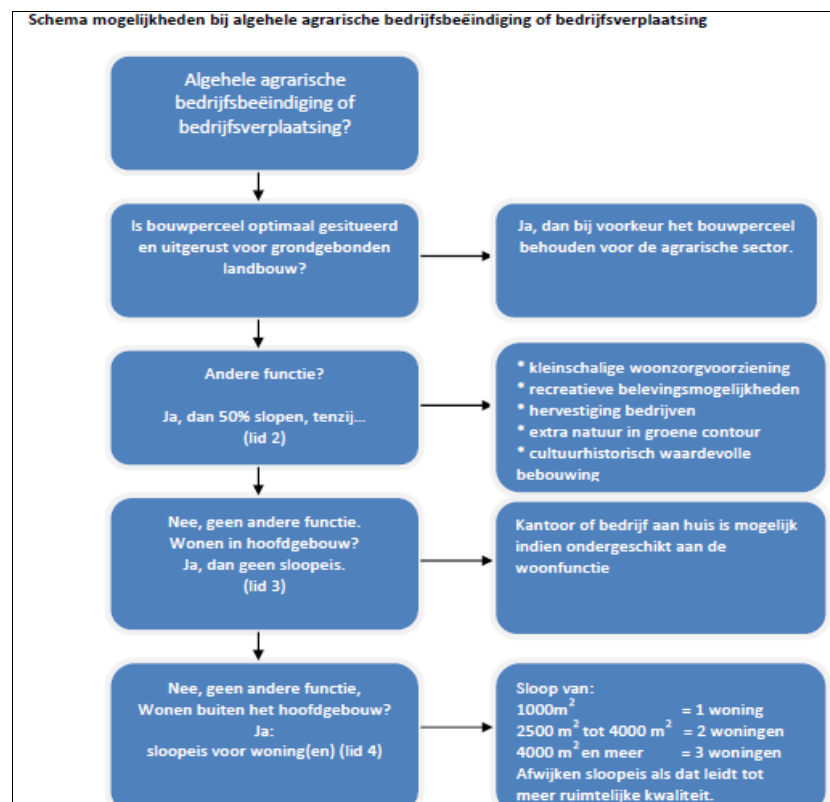 Schema mogelijkheden bij algehele agrarische bedrijfsbeëindiging of bedrijfsverplaatsing
Algehele agrarische
bedrijfsbeëindiging of
bedrijfsverplaatsing?
Is bouwperceel optimaal gesitueerd
en uitgerust voor grondgebonden
landbouw?
Ja, dan bij voorkeur het bouwperceel
behouden voor de agrarische sector.
Andere functie?
Ja, dan 50% slopen, tenzij...
(lid 2)
* kleinschalige woonzorgvoorziening
* recreatieve belevingsmogelijkheden
* hervestiging bedrijven
* extra natuur in groene contour
* cultuurhistorisch waardevolle
bebouwing
Nee, geen andere functie.
Wonen in hoofdgebouw?
Ja, dan geen sloopeis.
(lid 3)
Kantoor of bedrijf aan huis is mogelijk
indien ondergeschikt aan de
woonfunctie
Nee, geen andere functie,
Wonen buiten het hoofdgebouw?
Ja:
sloopeis voor woning(en) (lid 4)
Sloop van:
1000m² = 1 woning
2500 m² tot 4000 m² = 2 woningen
4000 m² en meer = 3 woningen
Afwijken sloopeis als dat leidt tot
meer ruimtelijke kwaliteit.